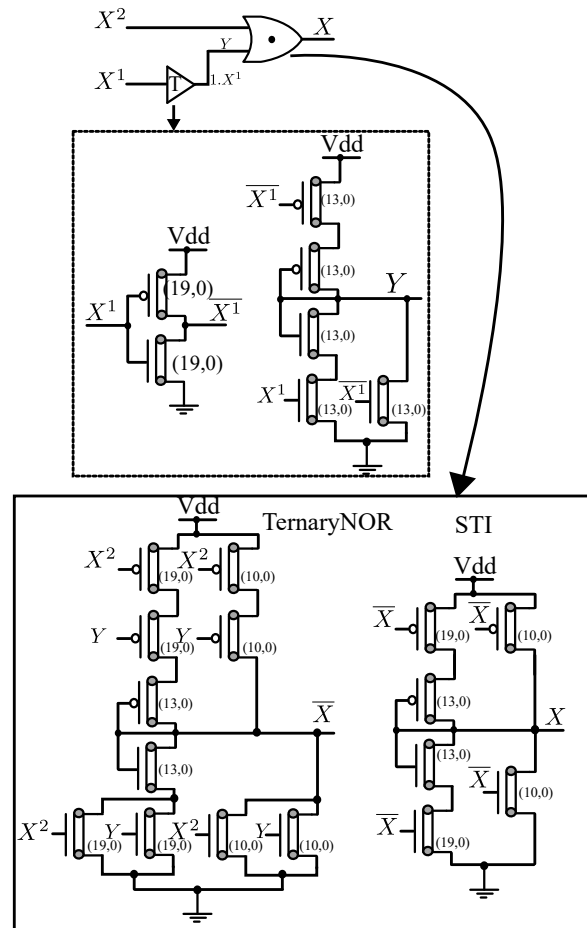 X² X
Y
X¹ T 1.X¹
Vdd
X̅¹̅ (13,0)
Vdd
(19,0) (13,0)
X¹ X̅¹̅ Y
(19,0) (13,0)
X¹ (13,0) X̅¹̅ (13,0)
Vdd TernaryNOR STI
X² (19,0) X² (10,0) Vdd
Y (19,0) Y (10,0) X̅ (19,0) X̅ (10,0)
(13,0) X̅ X
(13,0) (13,0) X̅ (10,0)
X² (19,0) Y (19,0) X² (10,0) Y (10,0) X̅ (19,0)